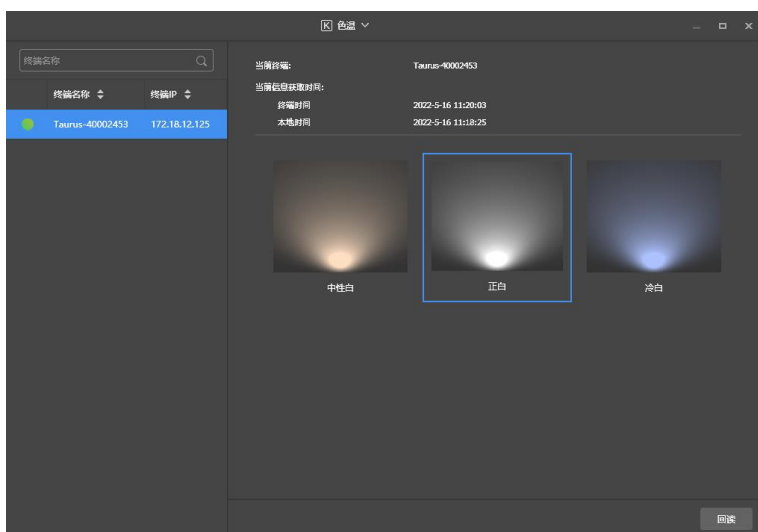 K 色温
终端名称
终端名称 终端IP
Taurus-40002453 172.18.12.125
当前终端: Taurus-40002453
当前信息获取时间:
终端时间 2022-5-16 11:20:03
本地时间 2022-5-16 11:18:25
中性白 正白 冷白
回读